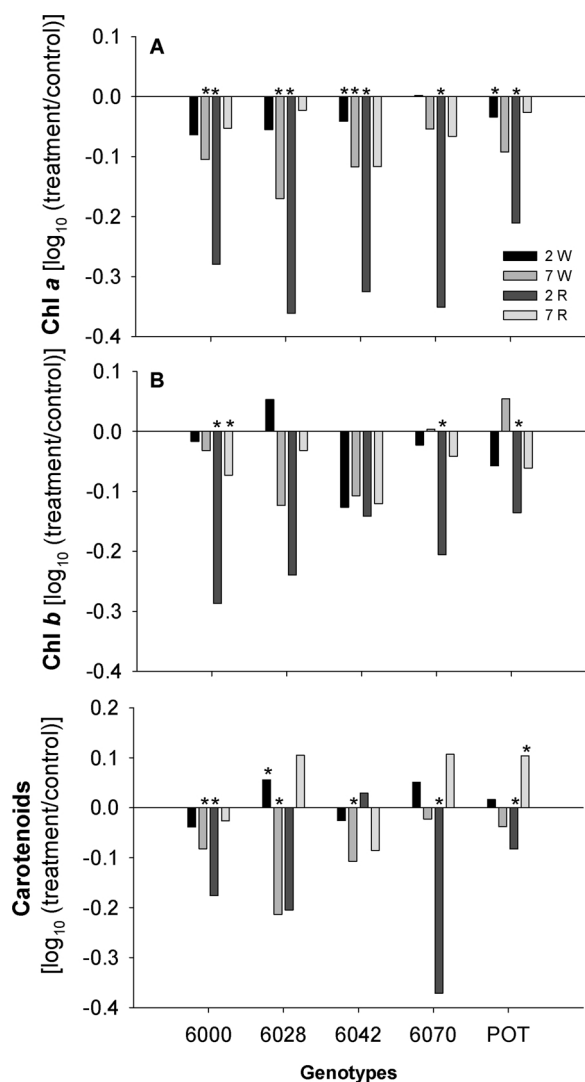 A
0.1
0.0
-0.1
-0.2
-0.3
-0.4
Chl a [log10 (treatment/control)]
* * * * * * * * * *
2 W
7 W
2 R
7 R
B
0.1
0.0
-0.1
-0.2
-0.3
-0.4
Chl b [log10 (treatment/control)]
* * * *
0.2
0.1
0.0
-0.1
-0.2
-0.3
-0.4
Carotenoids
[log10 (treatment/control)]
* * * * * * * *
6000 6028 6042 6070 POT
Genotypes